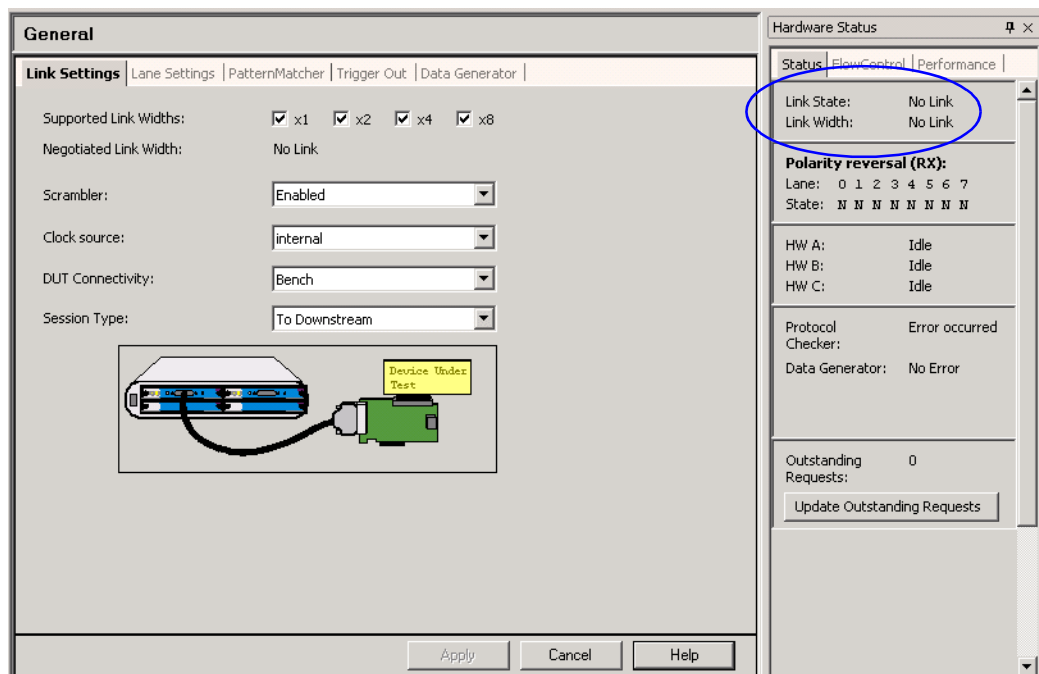 General
Link Settings Lane Settings PatternMatcher Trigger Out Data Generator
Supported Link Widths: x1 x2 x4 x8
Negotiated Link Width: No Link
Scrambler: Enabled
Clock source: internal
DUT Connectivity: Bench
Session Type: To Downstream
Device Under
Test
Apply Cancel Help
Hardware Status
Status FlowControl Performance
Link State: No Link
Link Width: No Link
Polarity reversal (RX):
Lane: 0 1 2 3 4 5 6 7
State: N N N N N N N N
HW A: Idle
HW B: Idle
HW C: Idle
Protocol Error occurred
Checker:
Data Generator: No Error
Outstanding 0
Requests:
Update Outstanding Requests